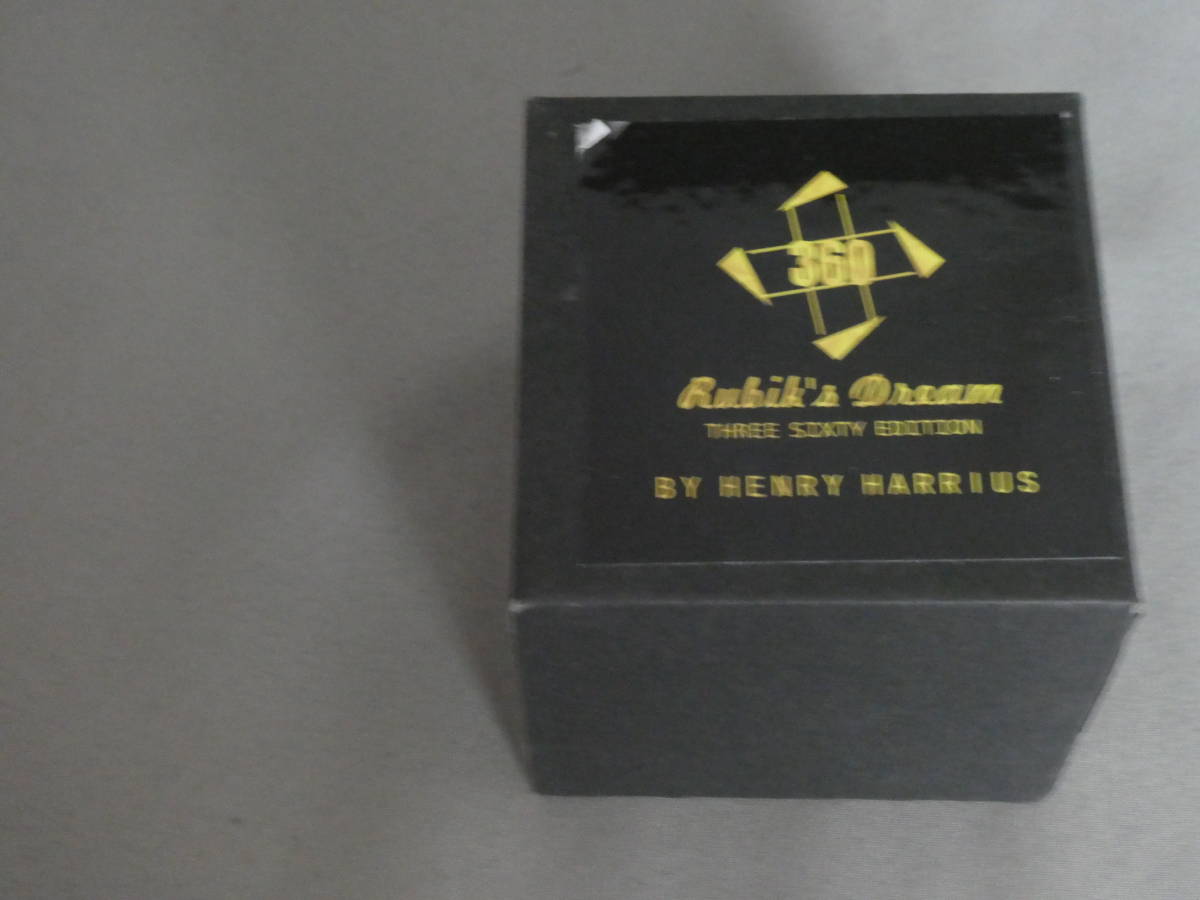 360
Rubik's Dream
THREE SIXTY EDITION
BY HENRY HARRIUS